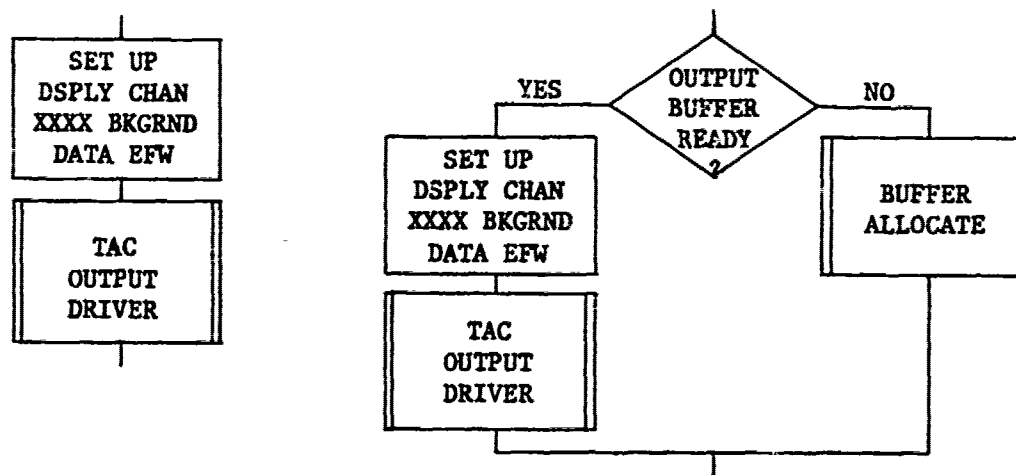 SET UP
DSPLY CHAN
XXXX BKGRND
DATA EFW
TAC
OUTPUT
DRIVER
OUTPUT
BUFFER
READY
?
YES
NO
SET UP
DSPLY CHAN
XXXX BKGRND
DATA EFW
TAC
OUTPUT
DRIVER
BUFFER
ALLOCATE